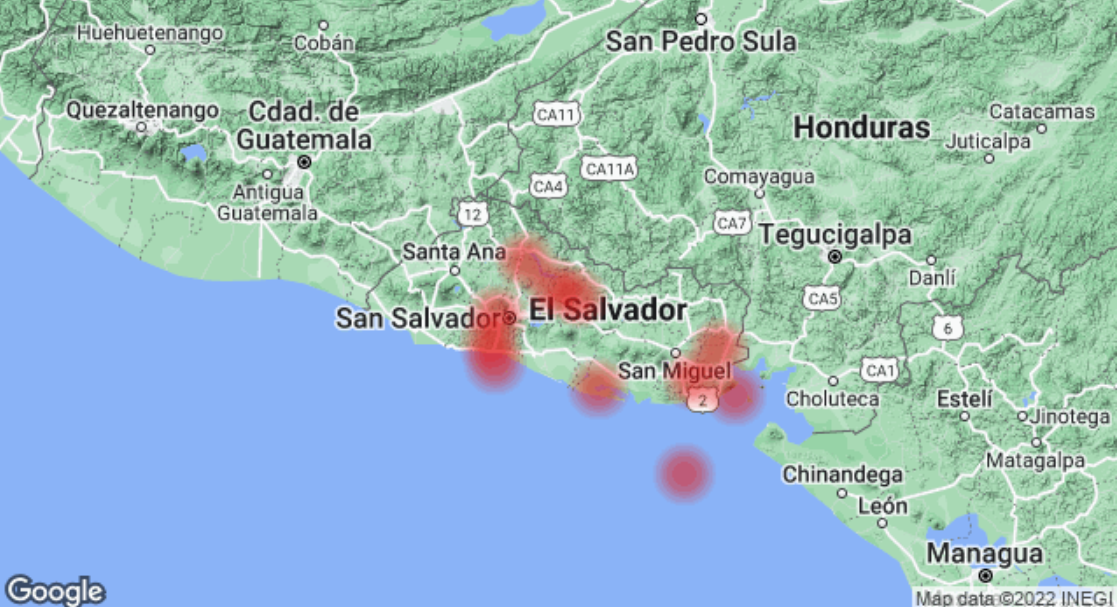 Huehuetenango
Cobán
San Pedro Sula
Quezaltenango
Cdad. de
Guatemala
CA11
Honduras
Catacamas
Juticalpa
CA11A
CA4
Comayagua
Antigua
Guatemala
12
CA7
Tegucigalpa
Santa Ana
Danlí
San Salvador
El Salvador
CA5
6
San Miguel
CA1
2
Choluteca
Estelí
Jinotega
Matagalpa
Chinandega
León
Managua
Google
Map data ©2022 INEGI